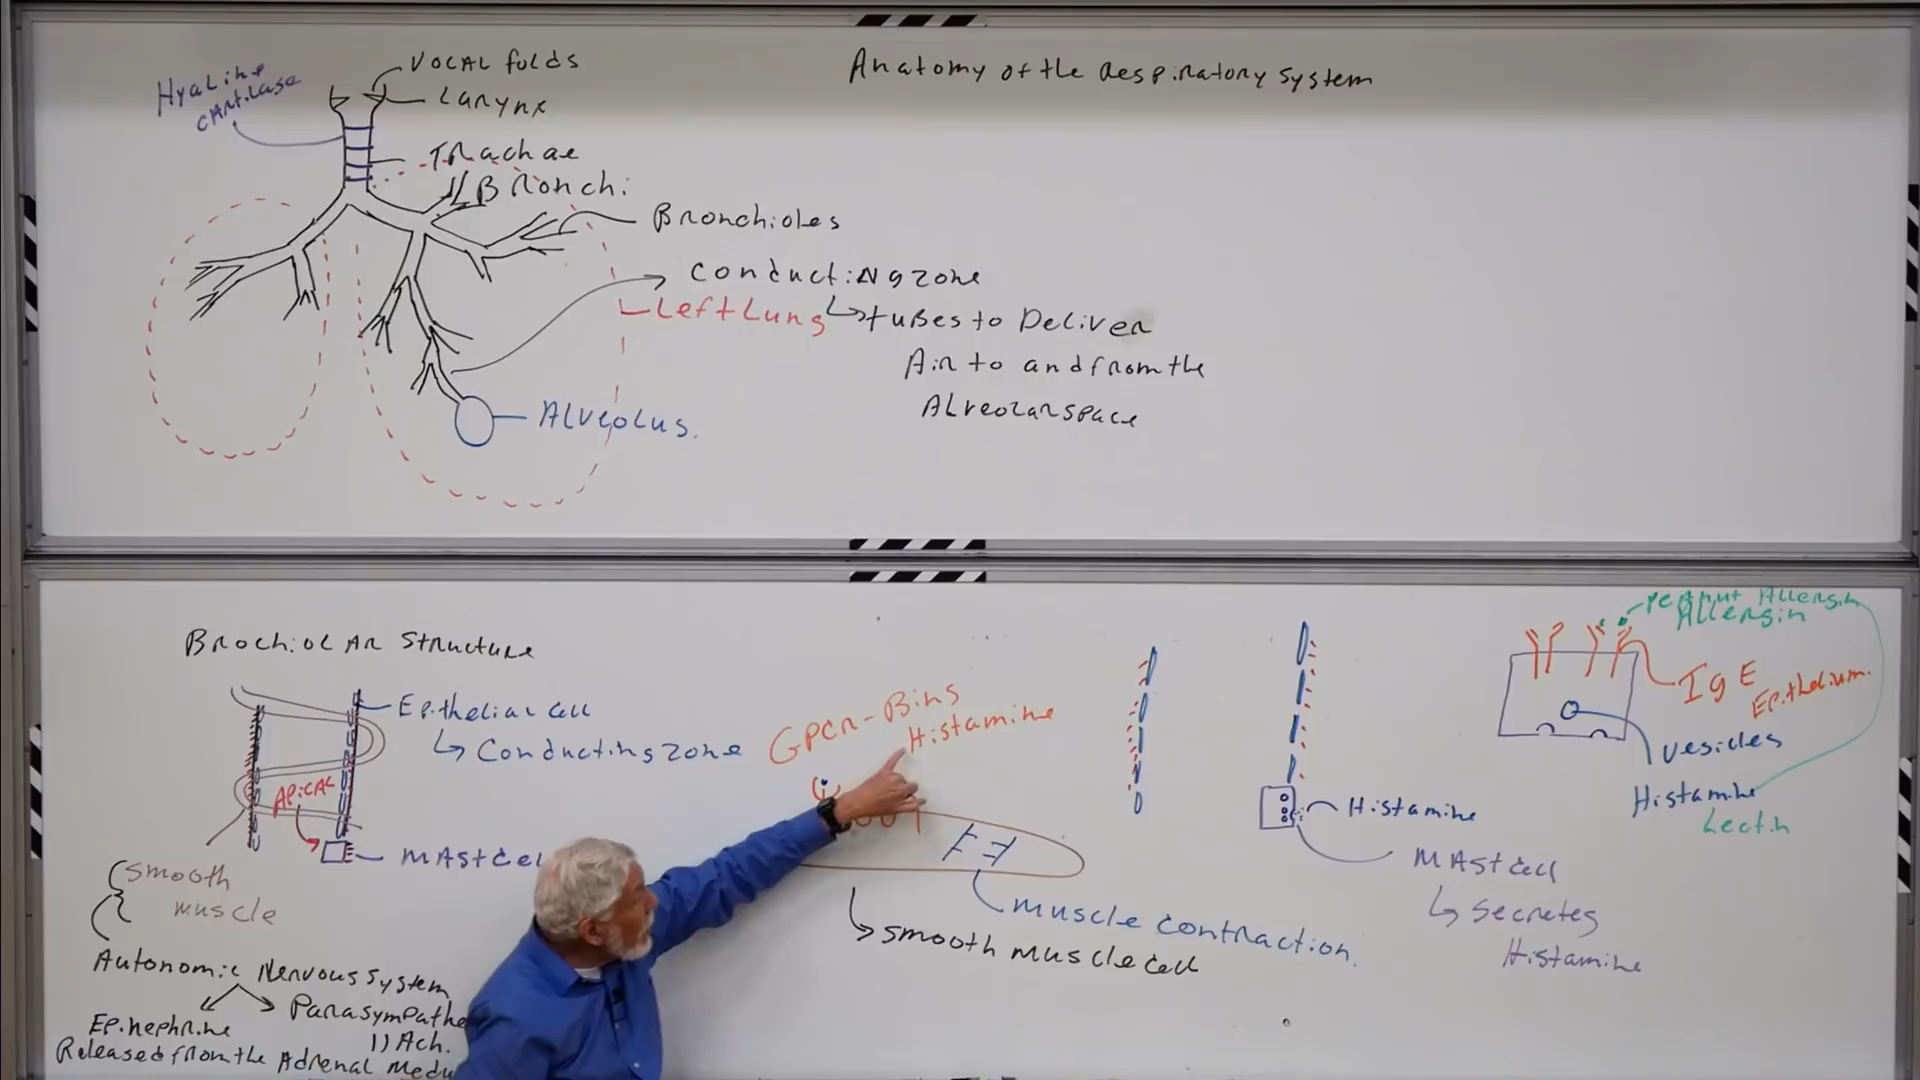 Anatomy of the Respiratory System
Hyaline
cartilage
Vocal folds
Larynx
Trachae
Bronchi
Bronchioles
Conducting zone
Left Lung
tubes to Deliver
Air to and from the
Alveolar space
Alveolus.
Brochiolar Structure
Epithelial cell
Conducting zone
Apical
Mast Cel
Smooth
muscle
Autonomic Nervous System
Epinephrine
Parasympathe
Ach.
Released from the Adrenal Medu
GPCR - Bins
Histamine
muscle contraction.
smooth muscle cell
Histamine
Mast cell
Secretes
Histamine
Peanut Allergin
Allergin
IgE
Epithelium.
vesicles
Histamine
Lectin